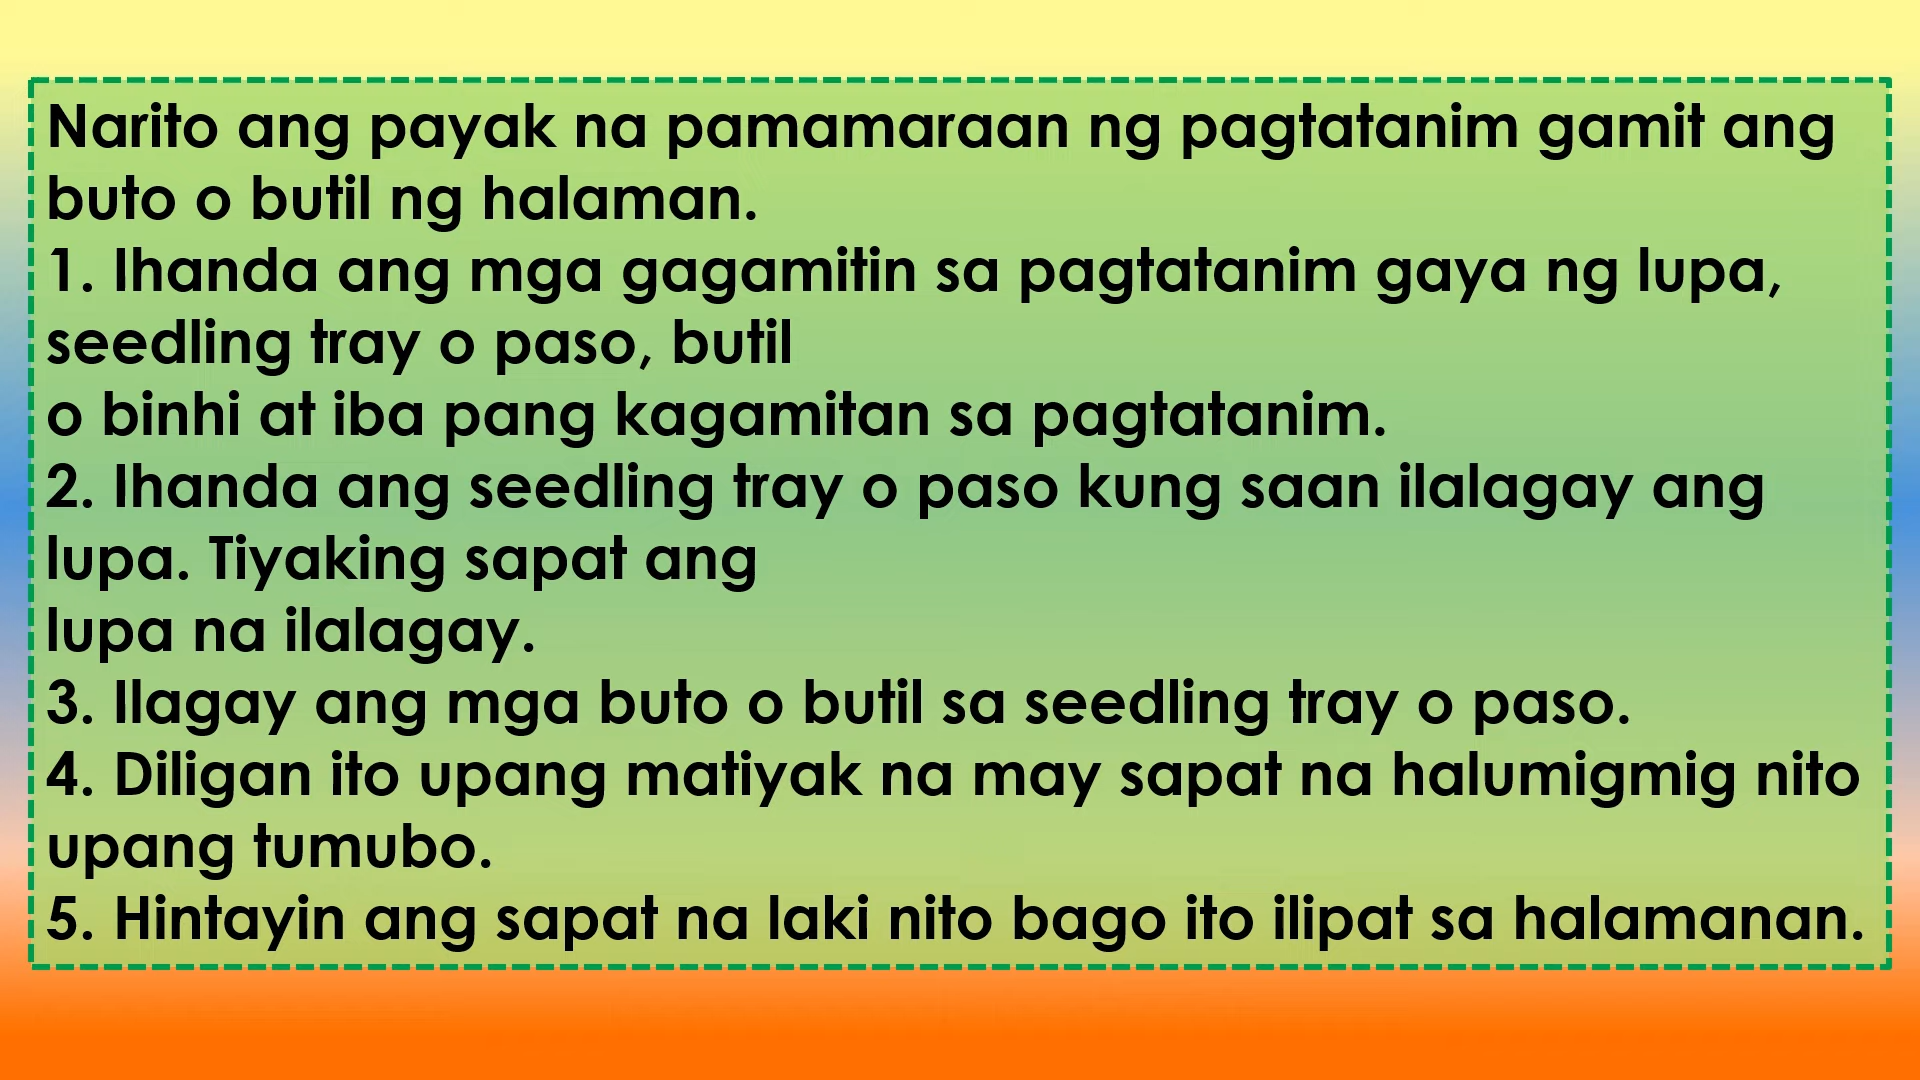 Narito ang payak na pamamaraan ng pagtatanim gamit ang
buto o butil ng halaman.
1. Ihanda ang mga gagamitin sa pagtatanim gaya ng lupa,
seedling tray o paso, butil
o binhi at iba pang kagamitan sa pagtatanim.
2. Ihanda ang seedling tray o paso kung saan ilalagay ang
lupa. Tiyaking sapat ang
lupa na ilalagay.
3. Ilagay ang mga buto o butil sa seedling tray o paso.
4. Diligan ito upang matiyak na may sapat na halumigmig nito
upang tumubo.
5. Hintayin ang sapat na laki nito bago ito ilipat sa halamanan.